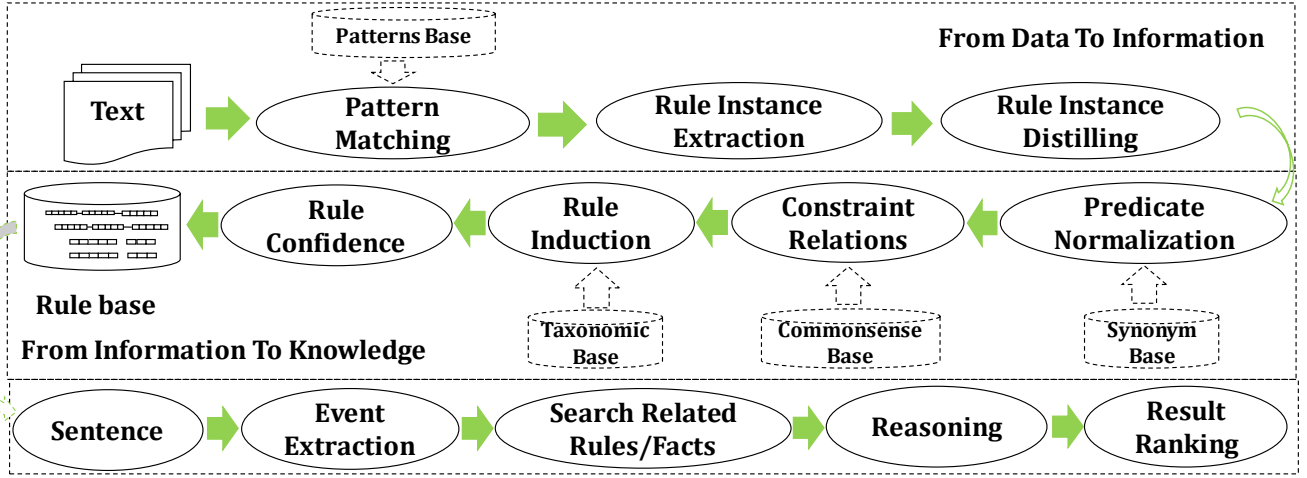 Patterns Base
From Data To Information
Text
Pattern
Matching
Rule Instance
Extraction
Rule Instance
Distilling
Rule
Confidence
Rule
Induction
Constraint
Relations
Predicate
Normalization
Rule base
Taxonomic
Base
Commonsense
Base
Synonym
Base
From Information To Knowledge
Sentence
Event
Extraction
Search Related
Rules/Facts
Reasoning
Result
Ranking